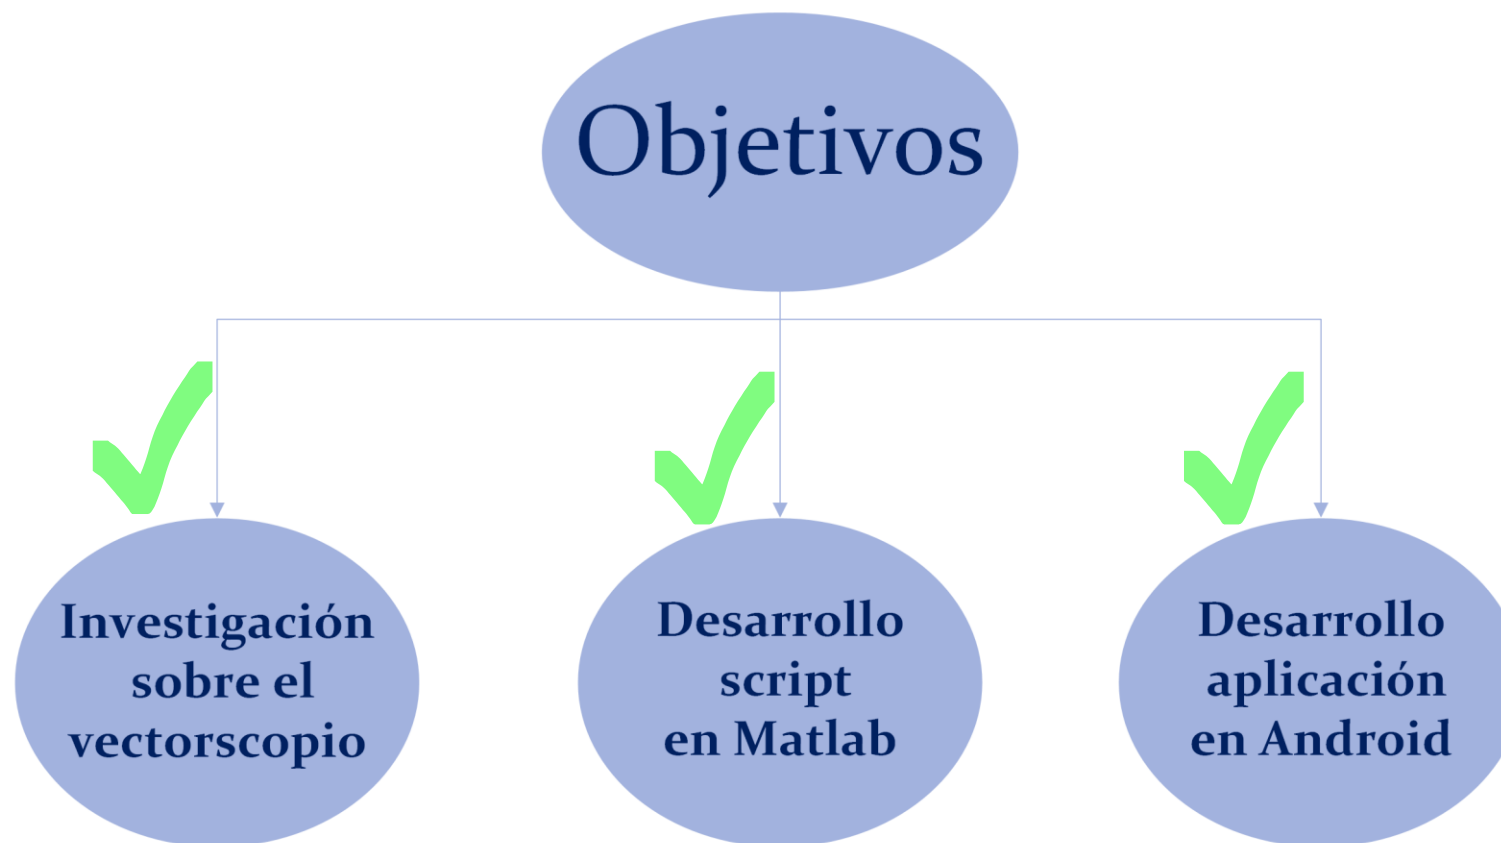 Objetivos
Investigación
sobre el
vectorscopio
Desarrollo
script
en Matlab
Desarrollo
aplicación
en Android